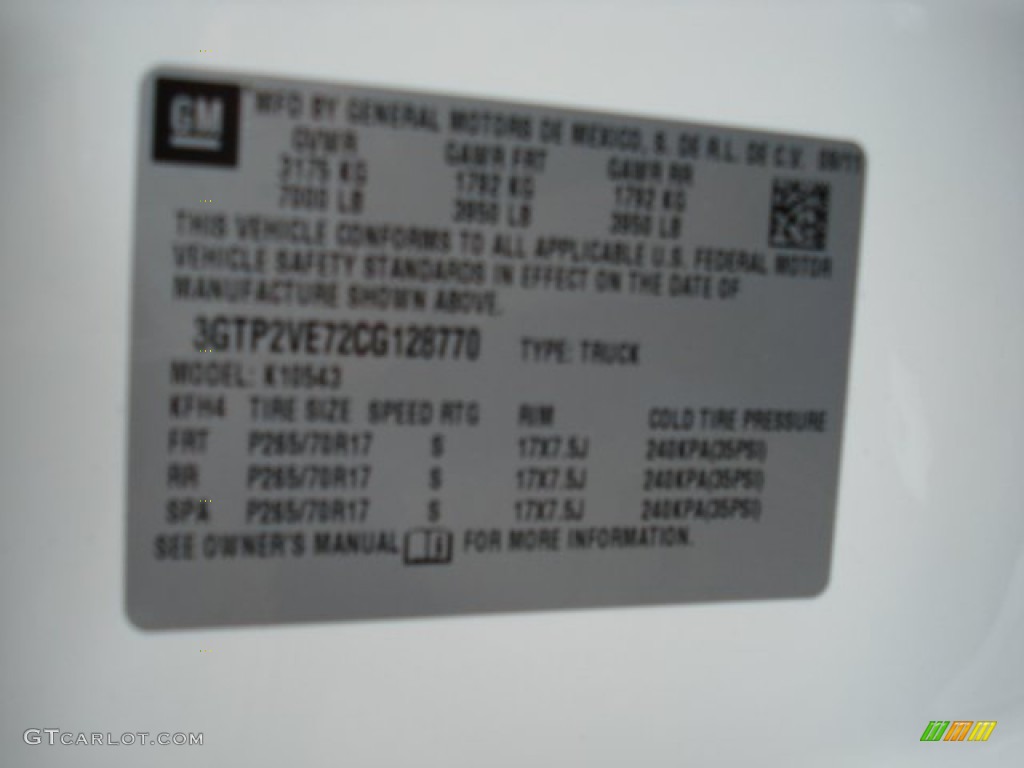 GM MFD BY GENERAL MOTORS DE MEXICO, S. DE R.L. DE C.V. 08/11
GVWR GAWR FRT GAWR RR
3175 KG 1792 KG 1792 KG
7000 LB 3950 LB 3950 LB
THIS VEHICLE CONFORMS TO ALL APPLICABLE U.S. FEDERAL MOTOR
VEHICLE SAFETY STANDARDS IN EFFECT ON THE DATE OF
MANUFACTURE SHOWN ABOVE.
3GTP2VE72CG128770 TYPE: TRUCK
MODEL: K10543
KFH4 TIRE SIZE SPEED RTG RIM COLD TIRE PRESSURE
FRT P265/70R17 S 17X7.5J 240KPA(35PSI)
RR P265/70R17 S 17X7.5J 240KPA(35PSI)
SPA P265/70R17 S 17X7.5J 240KPA(35PSI)
SEE OWNER'S MANUAL FOR MORE INFORMATION.
GTCARLOT.COM